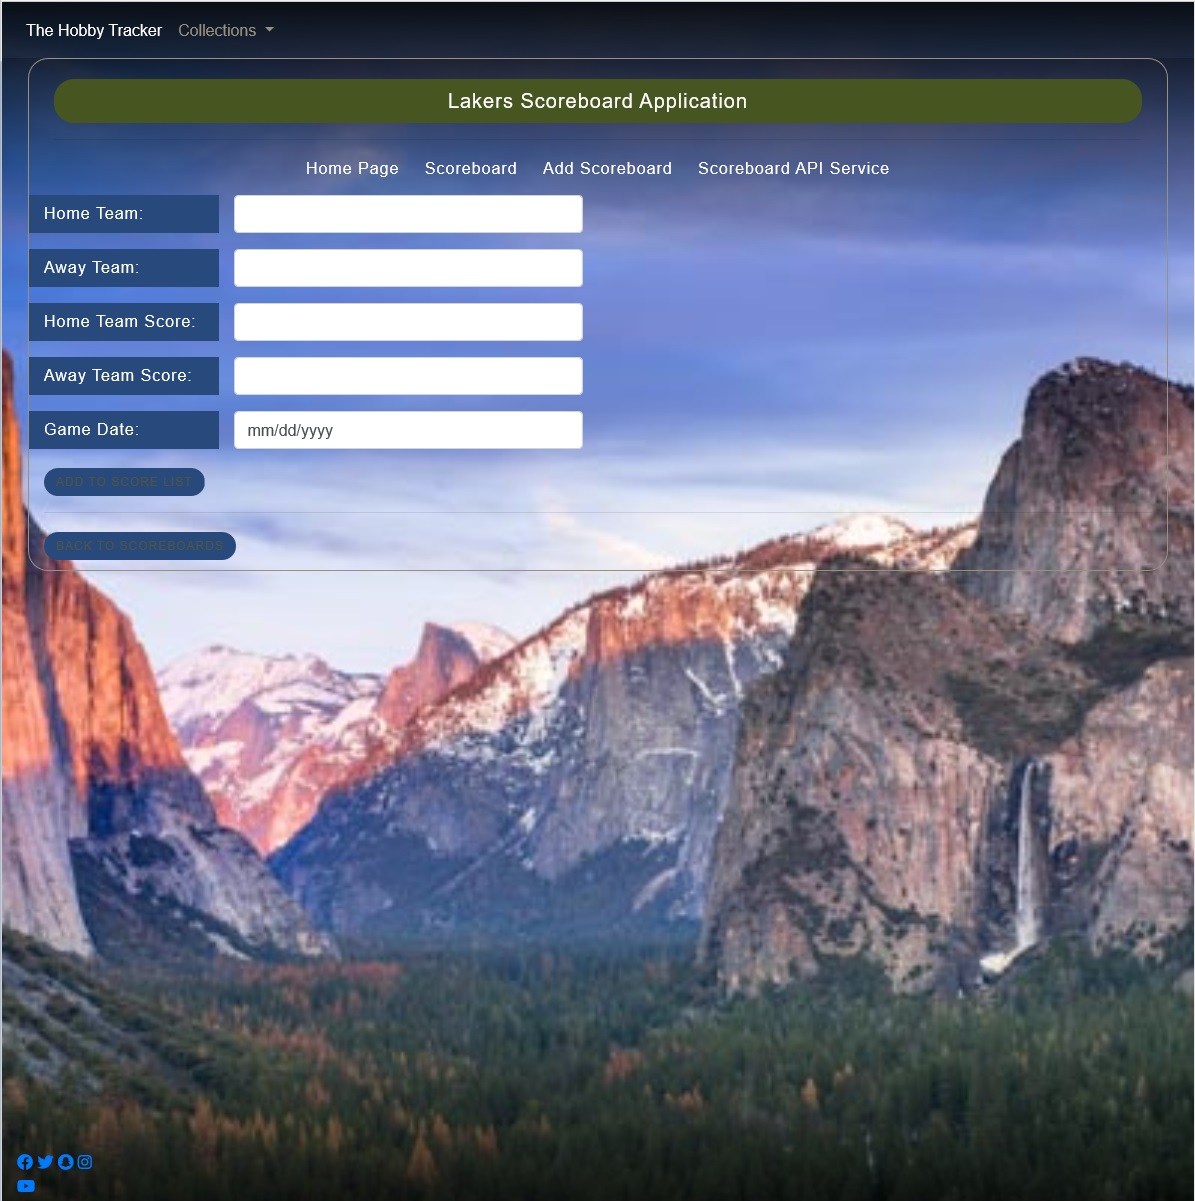 The Hobby Tracker Collections
Lakers Scoreboard Application
Home Page Scoreboard Add Scoreboard Scoreboard API Service
Home Team:
Away Team:
Home Team Score:
Away Team Score:
Game Date: mm/dd/yyyy
ADD TO SCORE LIST
BACK TO SCOREBOARDS